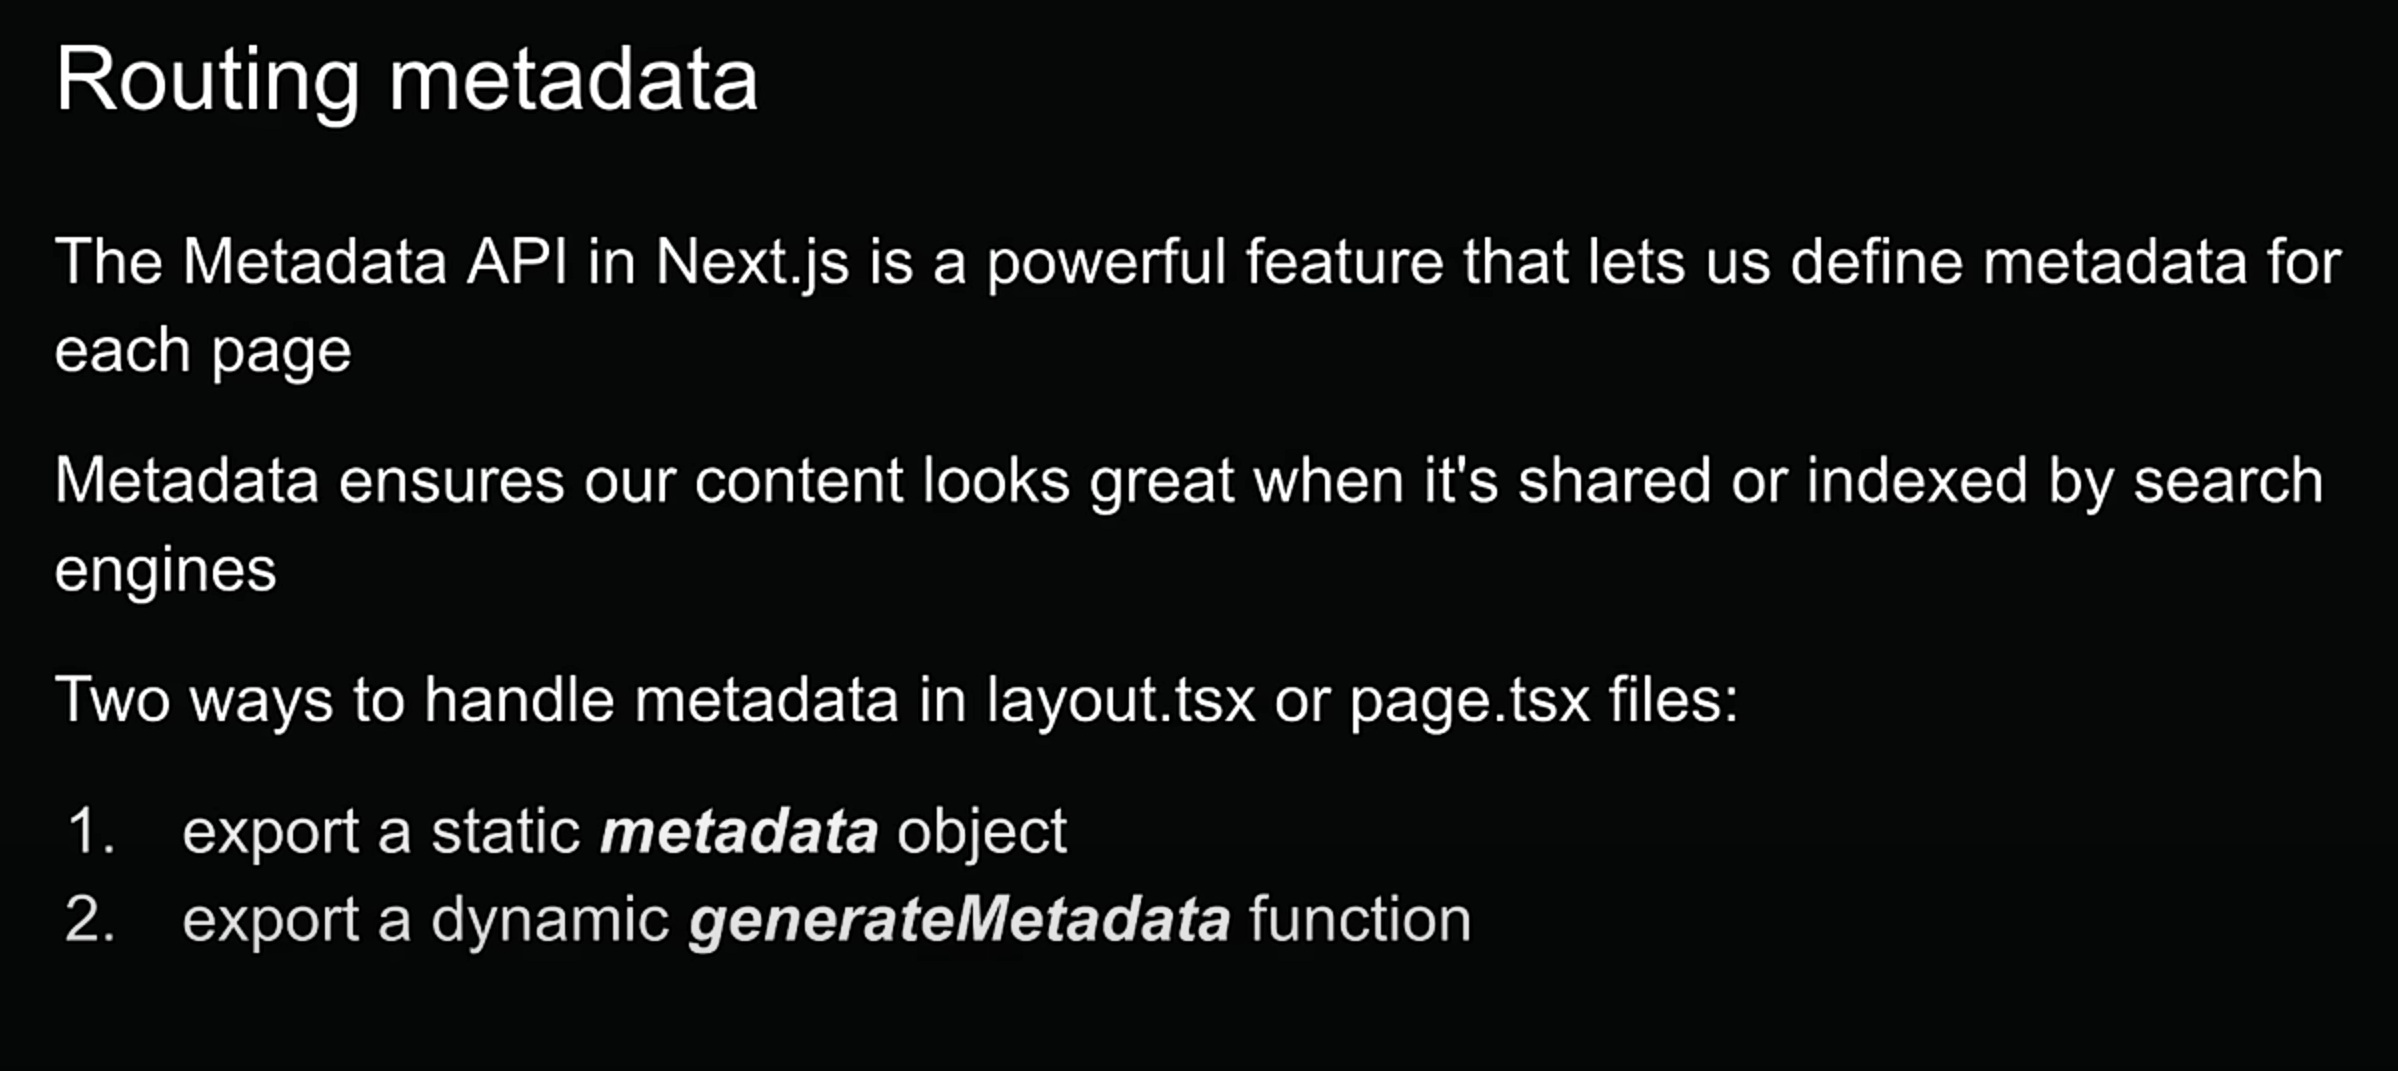 Routing metadata
The Metadata API in Next.js is a powerful feature that lets us define metadata for
each page
Metadata ensures our content looks great when it's shared or indexed by search
engines
Two ways to handle metadata in layout.tsx or page.tsx files:
1. export a static metadata object
2. export a dynamic generateMetadata function